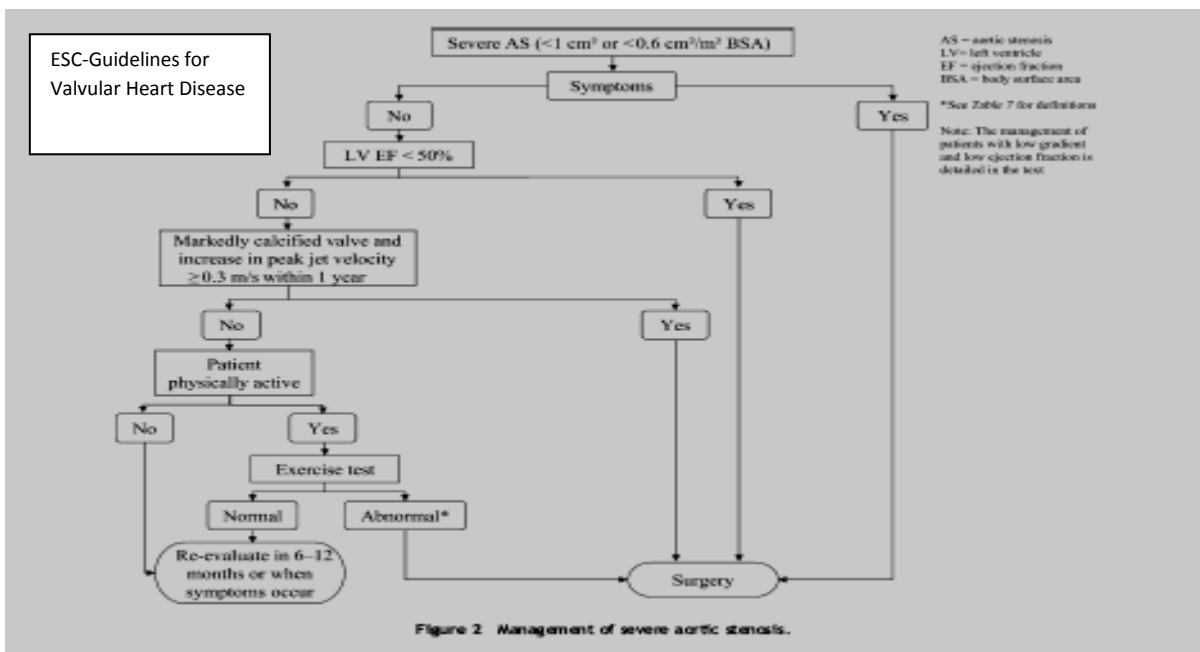 ESC-Guidelines for
Valvular Heart Disease
Severe AS (<1 cm² or <0.6 cm²/m² BSA)
AS = aortic stenosis
LV= left ventricle
EF = ejection fraction
BSA = body surface area
*See Table 7 for definitions
Note: The management of
patients with low gradient
and low ejection fraction is
detailed in the text
Symptoms
No
Yes
LV EF < 50%
No
Yes
Markedly calcified valve and
increase in peak jet velocity
≥0.3 m/s within 1 year
No
Yes
Patient
physically active
No
Yes
Exercise test
Normal
Abnormal*
Re-evaluate in 6–12
months or when
symptoms occur
Surgery
Figure 2 Management of severe aortic stenosis.